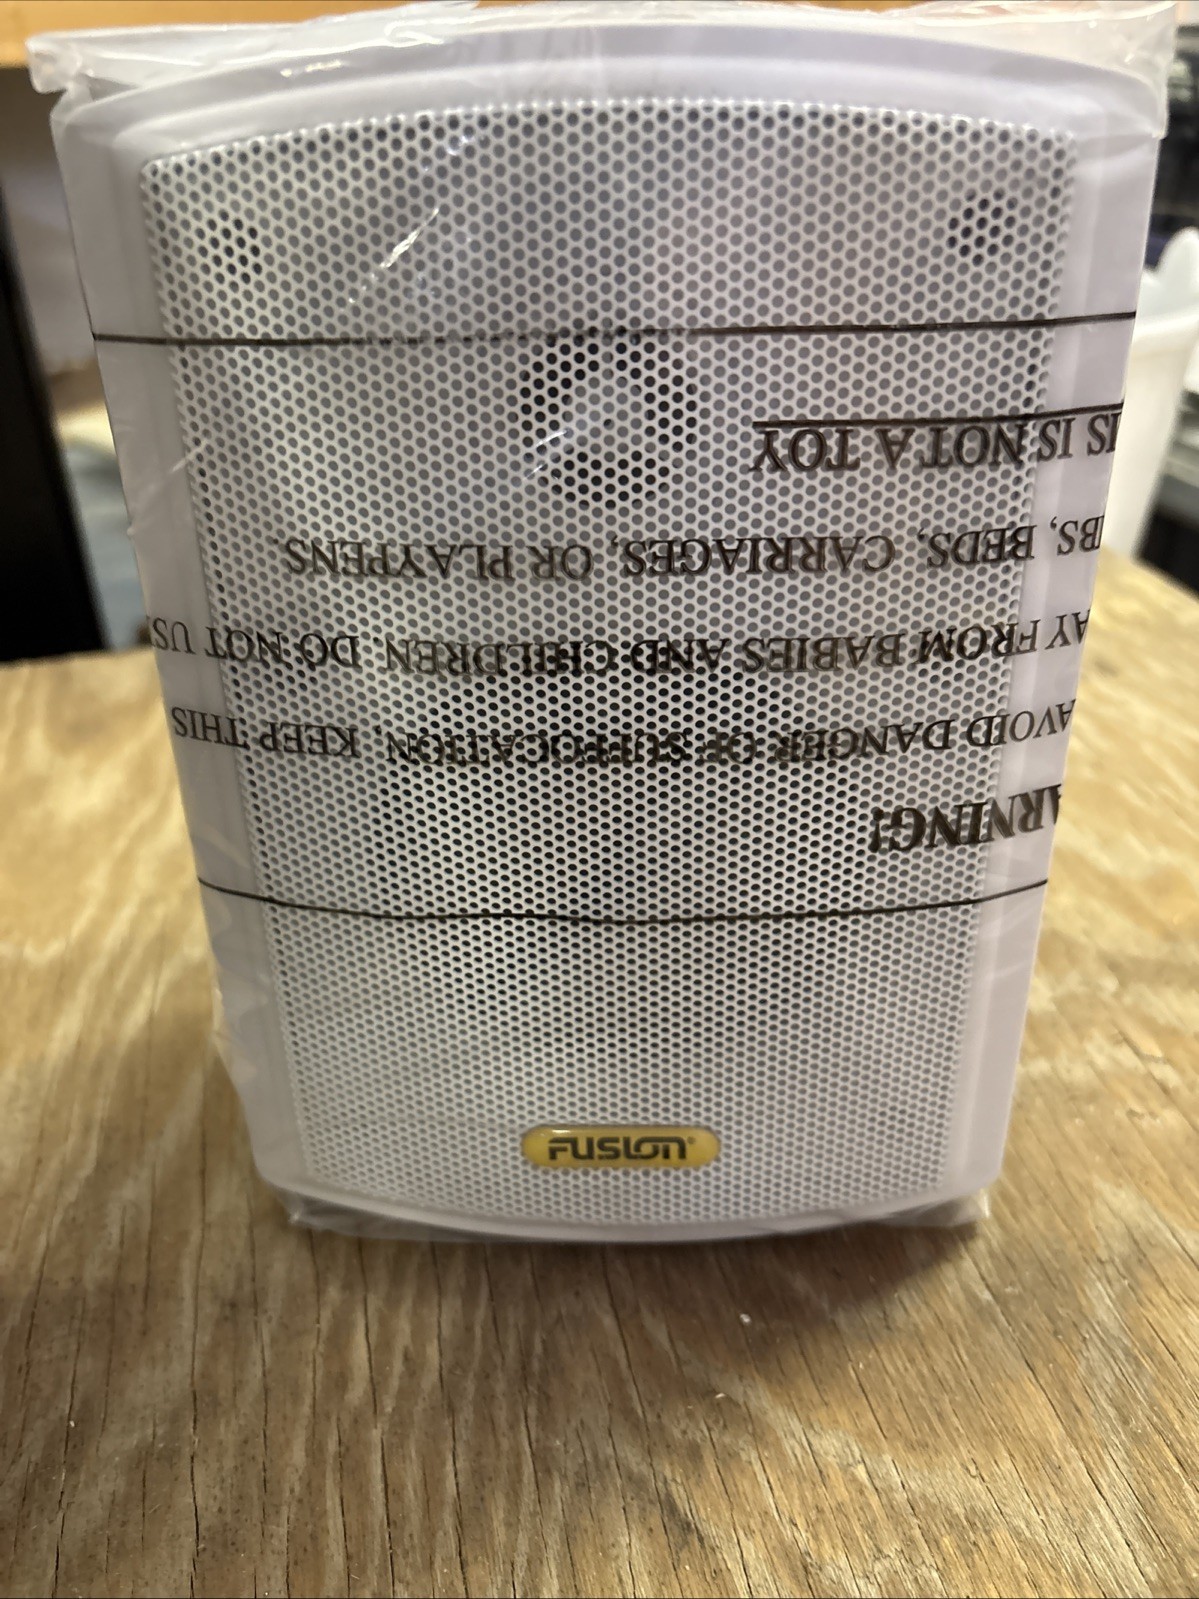 WARNING!
AVOID DANGER OF SUFFOCATION, KEEP THIS
AY FROM BABIES AND CHILDREN. DO NOT US
BS, BEDS, CARRIAGES, OR PLAYPENS.
IS IS NOT A TOY
FUSION®